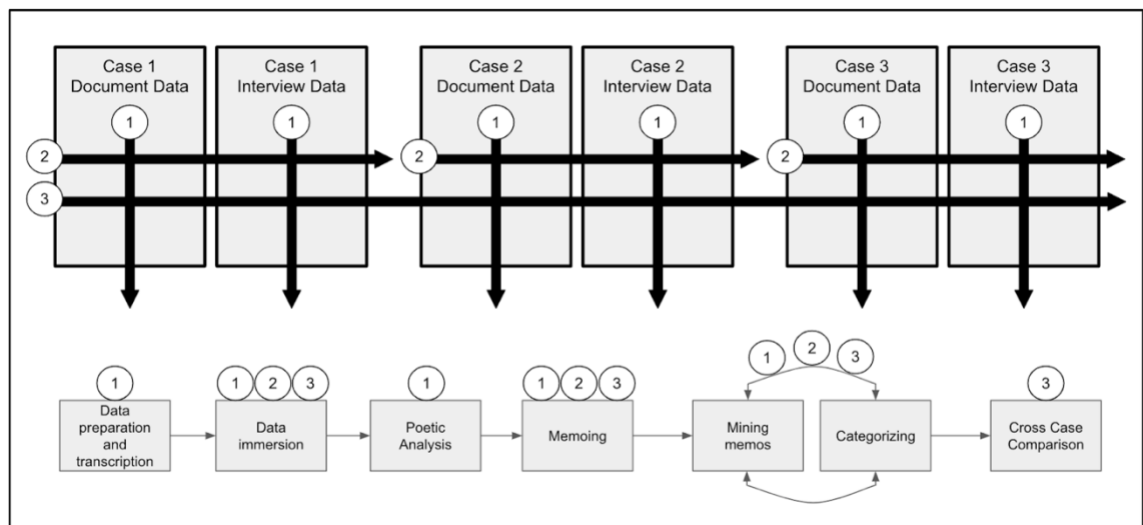 Case 1
Document Data
Case 1
Interview Data
Case 2
Document Data
Case 2
Interview Data
Case 3
Document Data
Case 3
Interview Data
1
1
1
1
1
1
2
2
2
3
1
1
2
3
1
1
2
3
1
2
3
3
Data
preparation
and
transcription
Data
immersion
Poetic
Analysis
Memoing
Mining
memos
Categorizing
Cross Case
Comparison